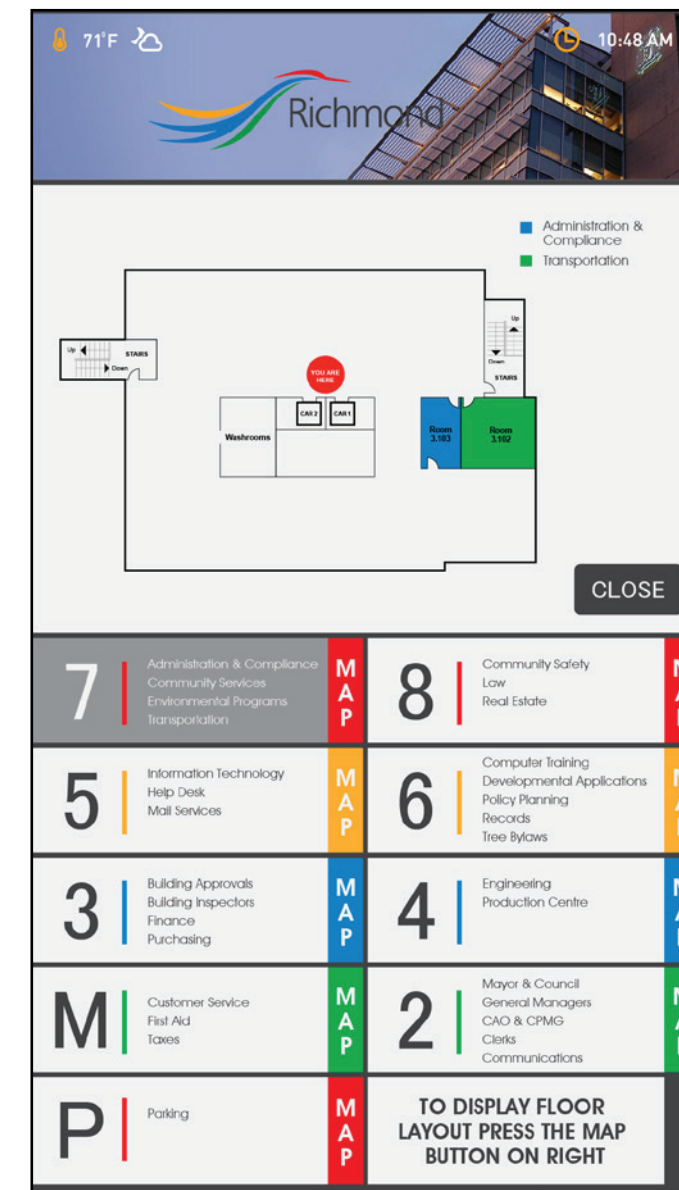 71°F
10:48 AM
Richmond
Administration &
Compliance
Transportation
Up
STAIRS
Down
Up
Down
STAIRS
YOU ARE
HERE
CAR 2
CAR 1
Washrooms
Room
3.103
Room
3.102
CLOSE
7
Administration & Compliance
Community Services
Environmental Programs
Transportation
MAP
8
Community Safety
Law
Real Estate
MAP
5
Information Technology
Help Desk
Mail Services
MAP
6
Computer Training
Developmental Applications
Policy Planning
Records
Tree Bylaws
MAP
3
Building Approvals
Building Inspectors
Finance
Purchasing
MAP
4
Engineering
Production Centre
MAP
M
Customer Service
First Aid
Taxes
MAP
2
Mayor & Council
General Managers
CAO & CPMG
Clerks
Communications
MAP
P
Parking
MAP
TO DISPLAY FLOOR
LAYOUT PRESS THE MAP
BUTTON ON RIGHT